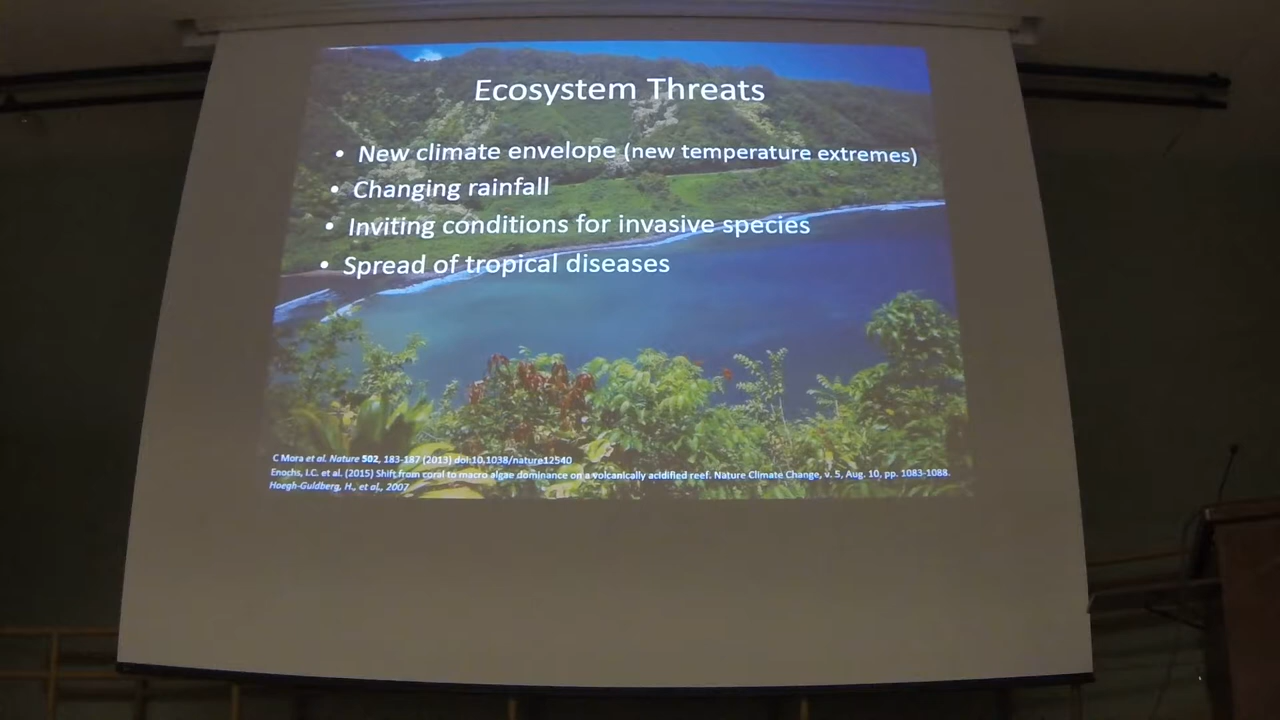 Ecosystem Threats
• New climate envelope (new temperature extremes)
• Changing rainfall
• Inviting conditions for invasive species
• Spread of tropical diseases
C Mora et al. Nature 502, 183-187 (2013) doi:10.1038/nature12540
Enochs, I.C. et al. (2015) Shift from coral to macro algae dominance on a volcanically acidified reef. Nature Climate Change, v. 5, Aug. 10, pp. 1083-1088.
Hoegh-Guldberg, H., et al., 2007